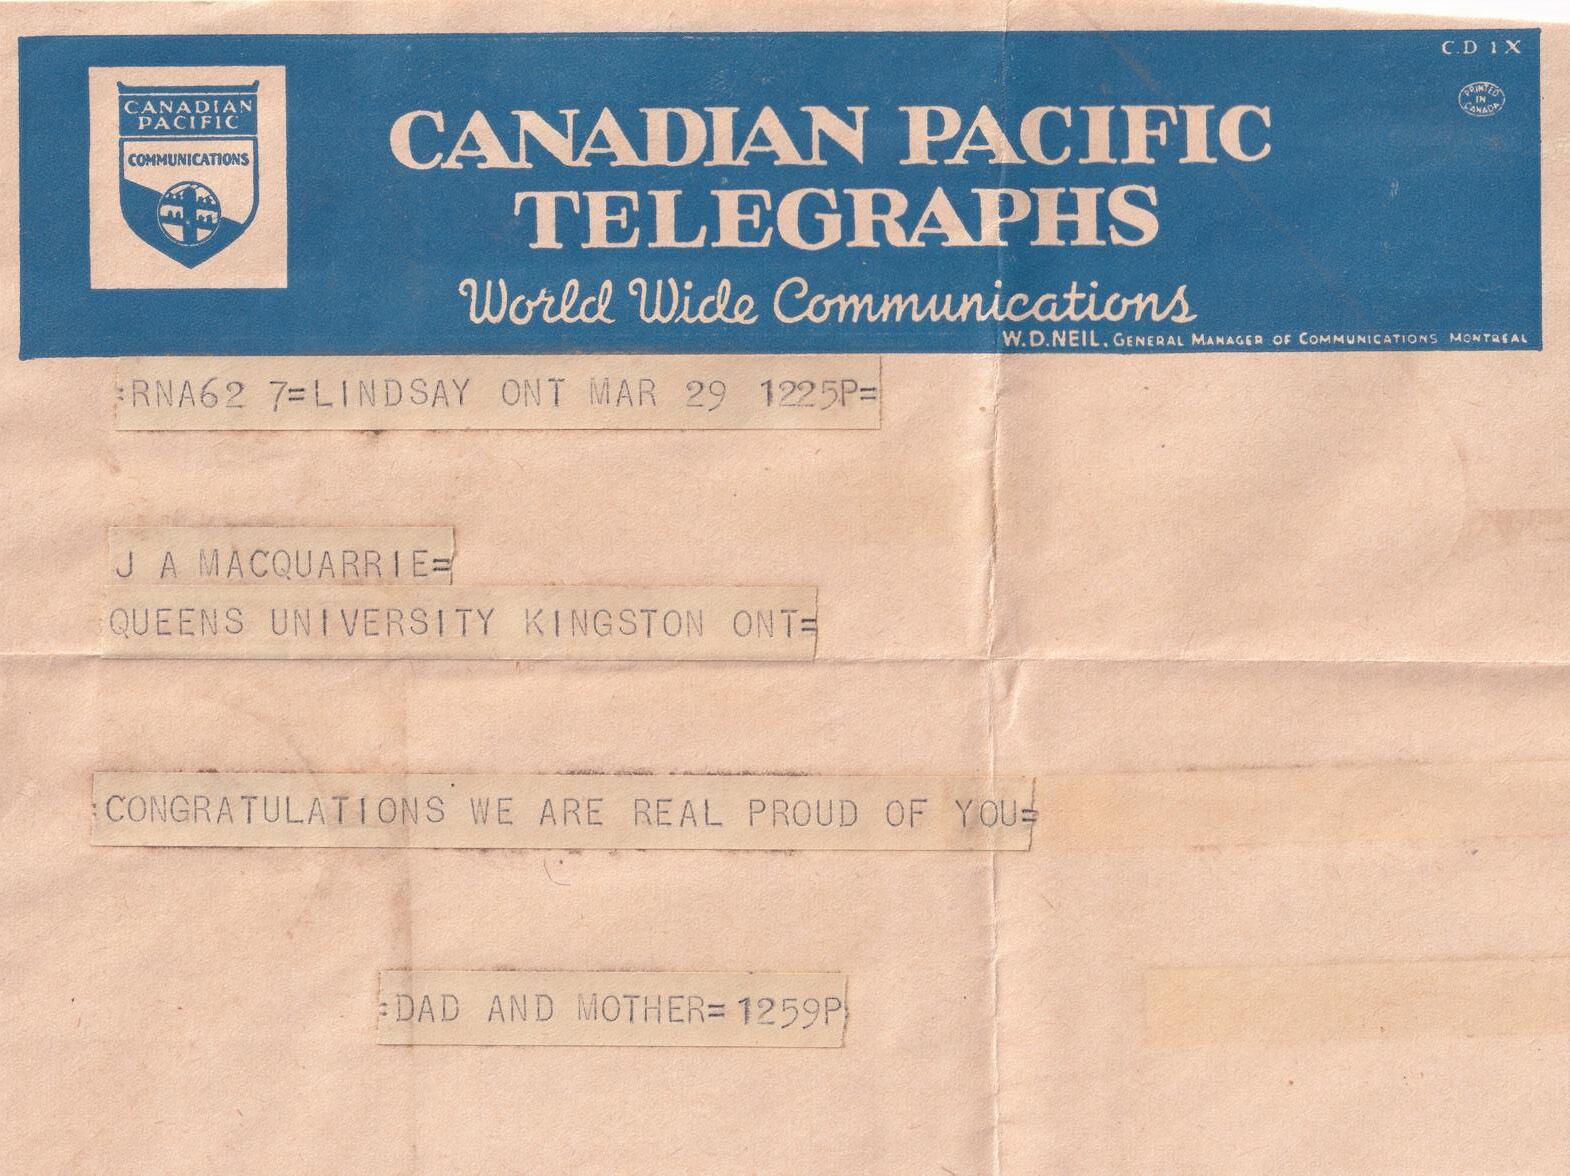 C.D 1 X
PRINTED
IN
CANADA
CANADIAN
PACIFIC
COMMUNICATIONS
CANADIAN PACIFIC
TELEGRAPHS
World Wide Communications
W.D.NEIL, GENERAL MANAGER OF COMMUNICATIONS MONTREAL
:RNA62 7=LINDSAY ONT MAR 29 1225P=
J A MACQUARRIE=
QUEENS UNIVERSITY KINGSTON ONT=
:CONGRATULATIONS WE ARE REAL PROUD OF YOU=
:DAD AND MOTHER= 1259P: